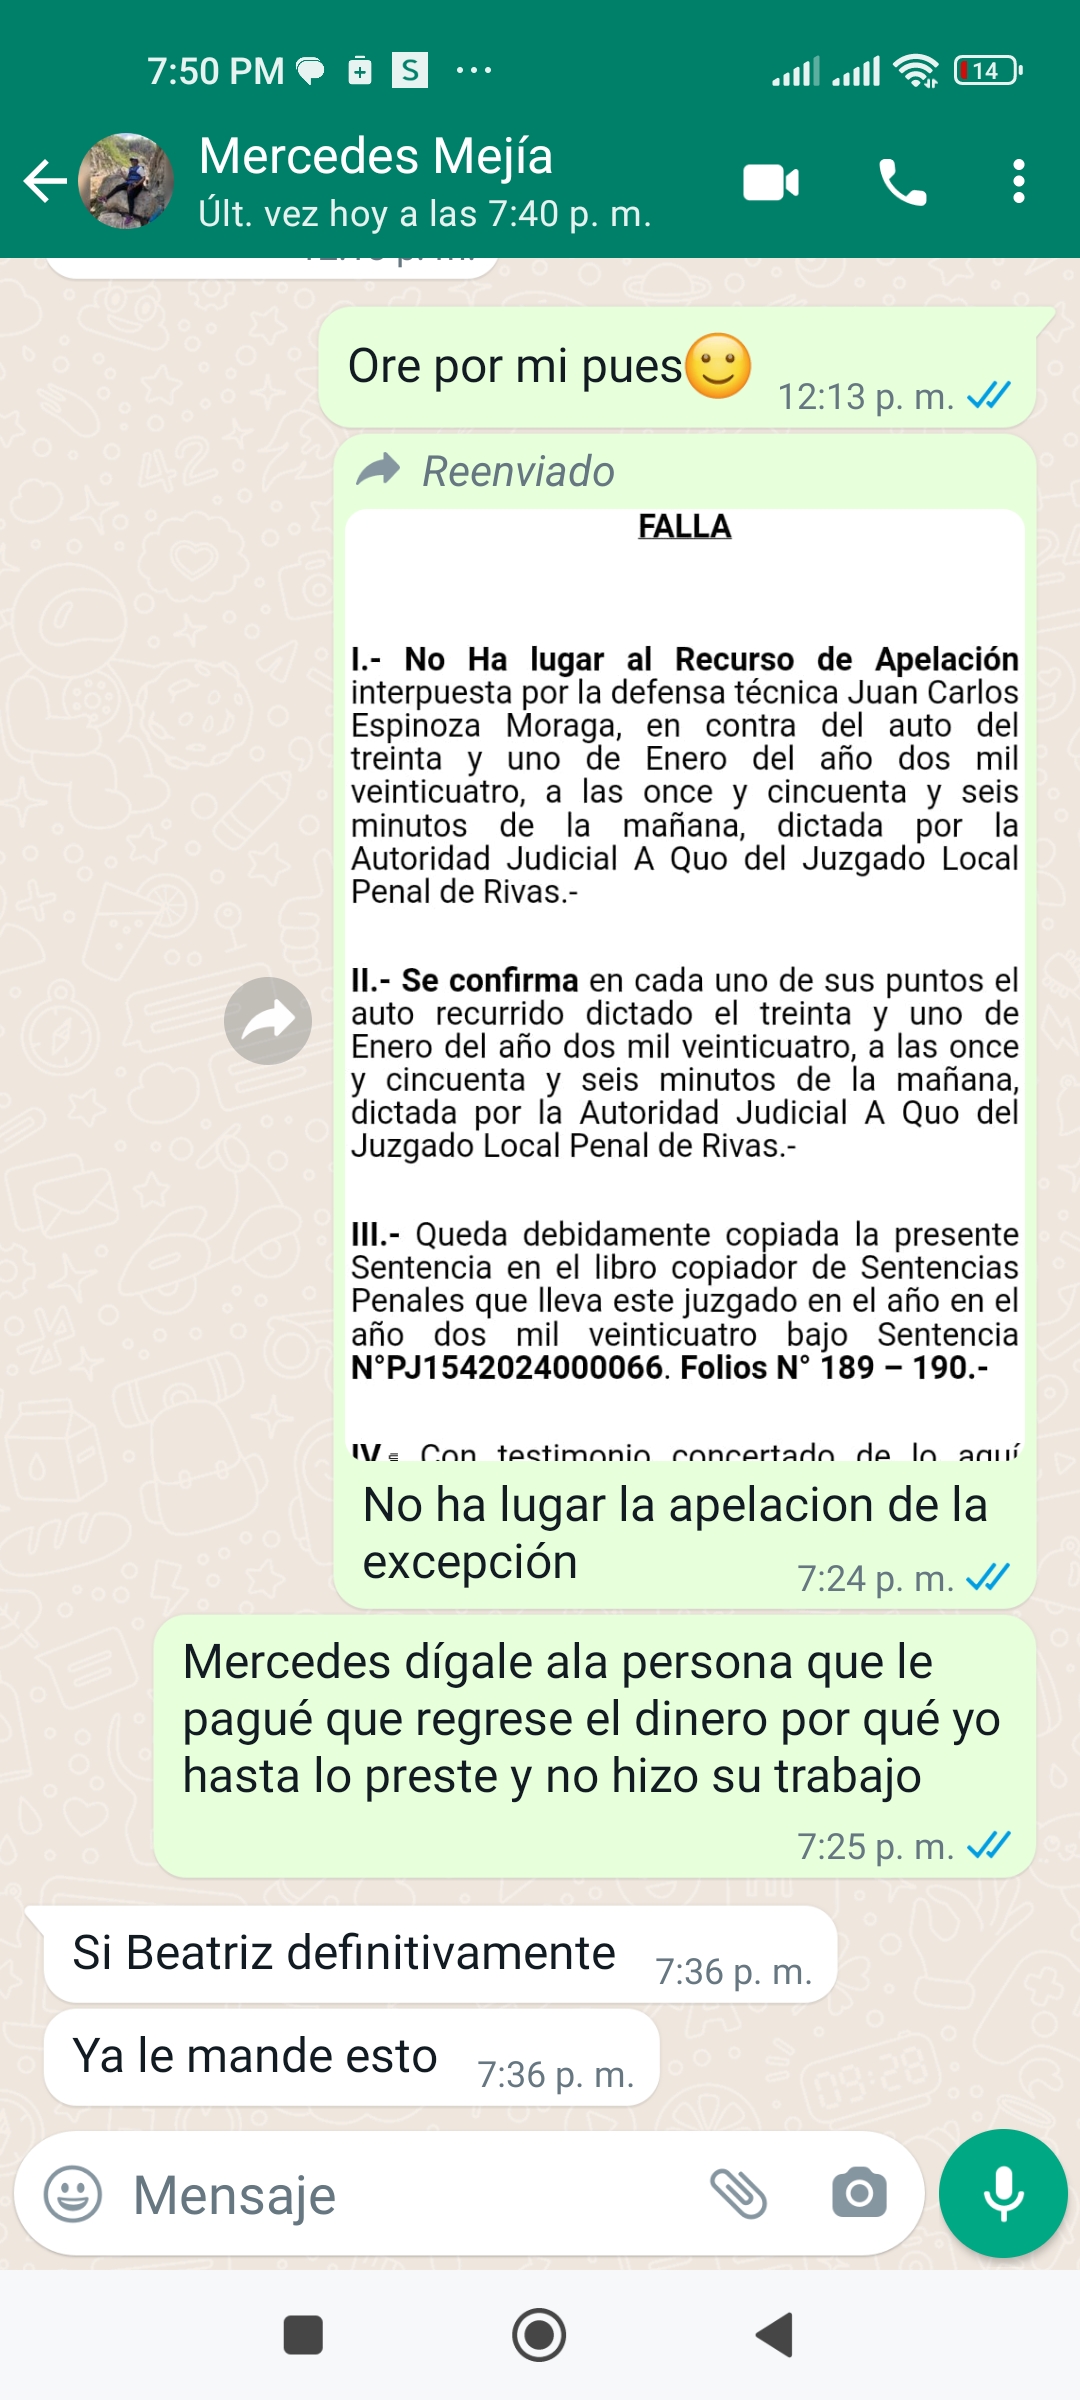 7:50 PM S ...
14
Mercedes Mejía
Últ. vez hoy a las 7:40 p. m.
Ore por mi pues🙂
12:13 p. m.
Reenviado
FALLA
I.- No Ha lugar al Recurso de Apelación
interpuesta por la defensa técnica Juan Carlos
Espinoza Moraga, en contra del auto del
treinta y uno de Enero del año dos mil
veinticuatro, a las once y cincuenta y seis
minutos de la mañana, dictada por la
Autoridad Judicial A Quo del Juzgado Local
Penal de Rivas.-
II.- Se confirma en cada uno de sus puntos el
auto recurrido dictado el treinta y uno de
Enero del año dos mil veinticuatro, a las once
y cincuenta y seis minutos de la mañana,
dictada por la Autoridad Judicial A Quo del
Juzgado Local Penal de Rivas.-
III.- Queda debidamente copiada la presente
Sentencia en el libro copiador de Sentencias
Penales que lleva este juzgado en el año en el
año dos mil veinticuatro bajo Sentencia
N°PJ1542024000066. Folios N° 189 – 190.-
IV.- Con testimonio concertado de lo aquí
No ha lugar la apelacion de la
excepción
7:24 p. m.
Mercedes dígale ala persona que le
pagué que regrese el dinero por qué yo
hasta lo preste y no hizo su trabajo
7:25 p. m.
Si Beatriz definitivamente
7:36 p. m.
Ya le mande esto
7:36 p. m.
Mensaje